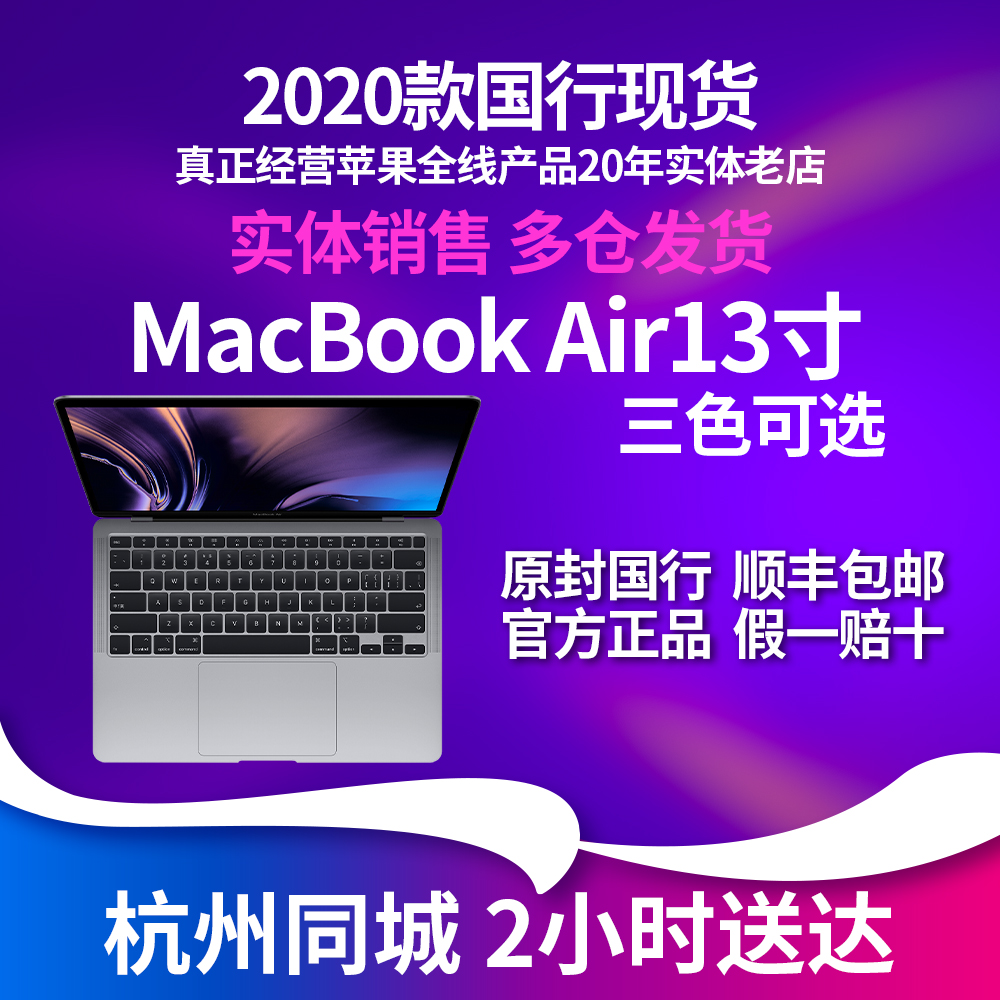 2020款国行现货
真正经营苹果全线产品20年实体老店
实体销售 多仓发货
MacBook Air13寸
三色可选
原封国行 顺丰包邮
官方正品 假一赔十
杭州同城 2小时送达